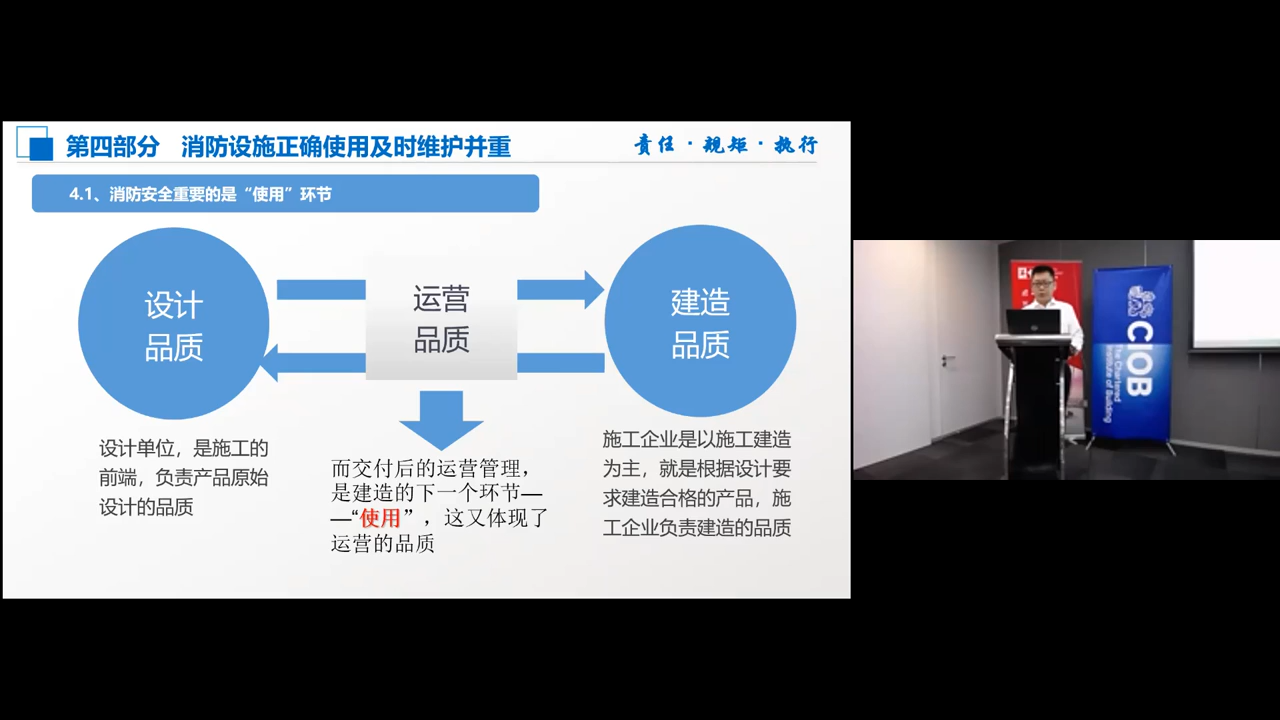 第四部分 消防设施正确使用及时维护并重
责任·规矩·执行
4.1、消防安全重要的是“使用”环节
设计
品质
运营
品质
建造
品质
设计单位，是施工的
前端，负责产品原始
设计的品质
而交付后的运营管理，
是建造的下一个环节—
—“使用”，这又体现了
运营的品质
施工企业是以施工建造
为主，就是根据设计要
求建造合格的产品，施
工企业负责建造的品质
CIOB
The Chartered
Institute of Building